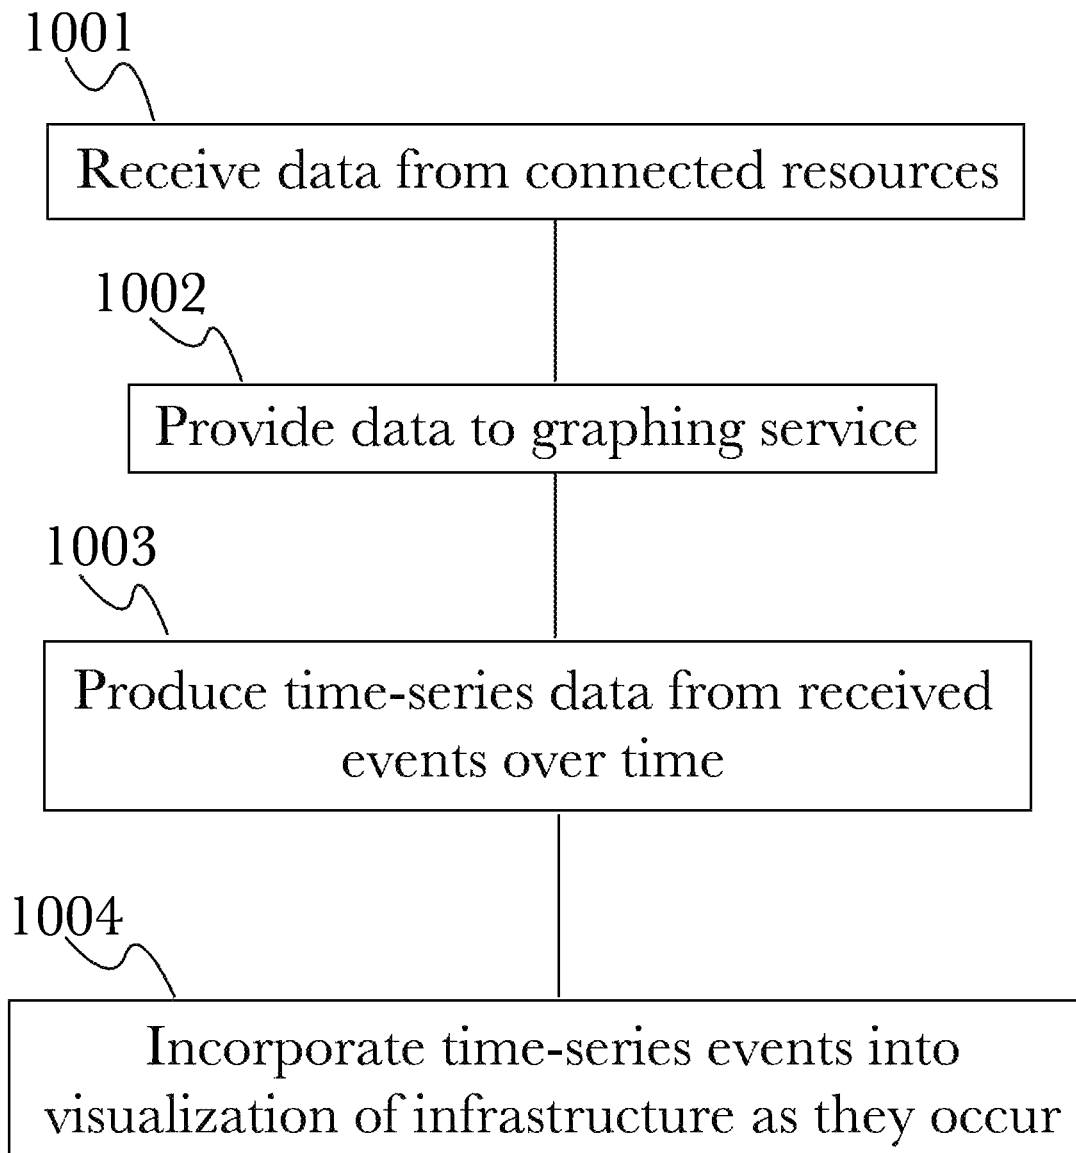 1001
Receive data from connected resources
1002
Provide data to graphing service
1003
Produce time-series data from received
events over time
1004
Incorporate time-series events into
visualization of infrastructure as they occur